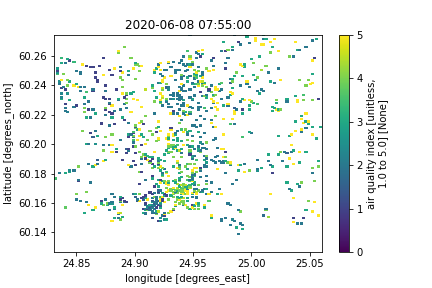 2020-06-08 07:55:00
60.26
60.24
60.22
60.20
60.18
60.16
60.14
latitude [degrees_north]
24.85 24.90 24.95 25.00 25.05
longitude [degrees_east]
5
4
3
2
1
0
air quality index [unitless,
1.0 to 5.0] [None]